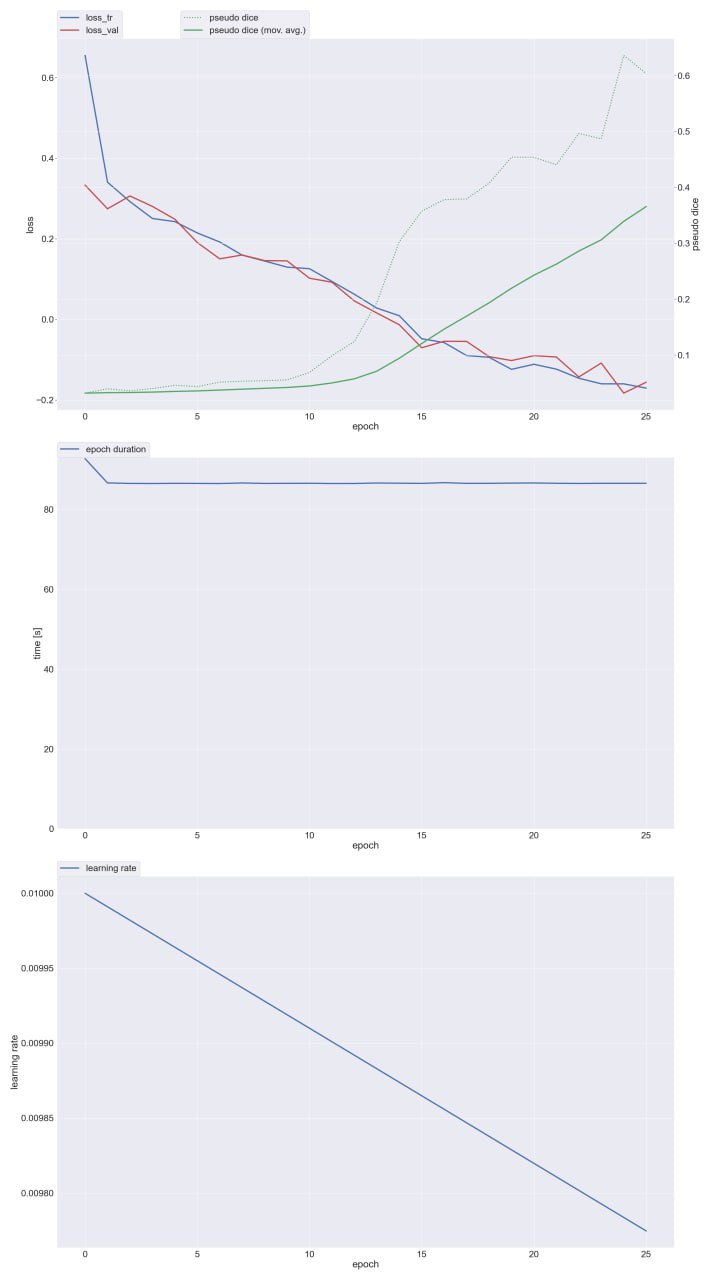 loss_tr
loss_val
pseudo dice
pseudo dice (mov. avg.)
0.6
0.4
0.2
0.0
−0.2
loss
0.6
0.5
0.4
0.3
0.2
0.1
pseudo dice
0 5 10 15 20 25
epoch
epoch duration
80
60
40
20
0
time [s]
0 5 10 15 20 25
epoch
learning rate
0.01000
0.00995
0.00990
0.00985
0.00980
learning rate
0 5 10 15 20 25
epoch